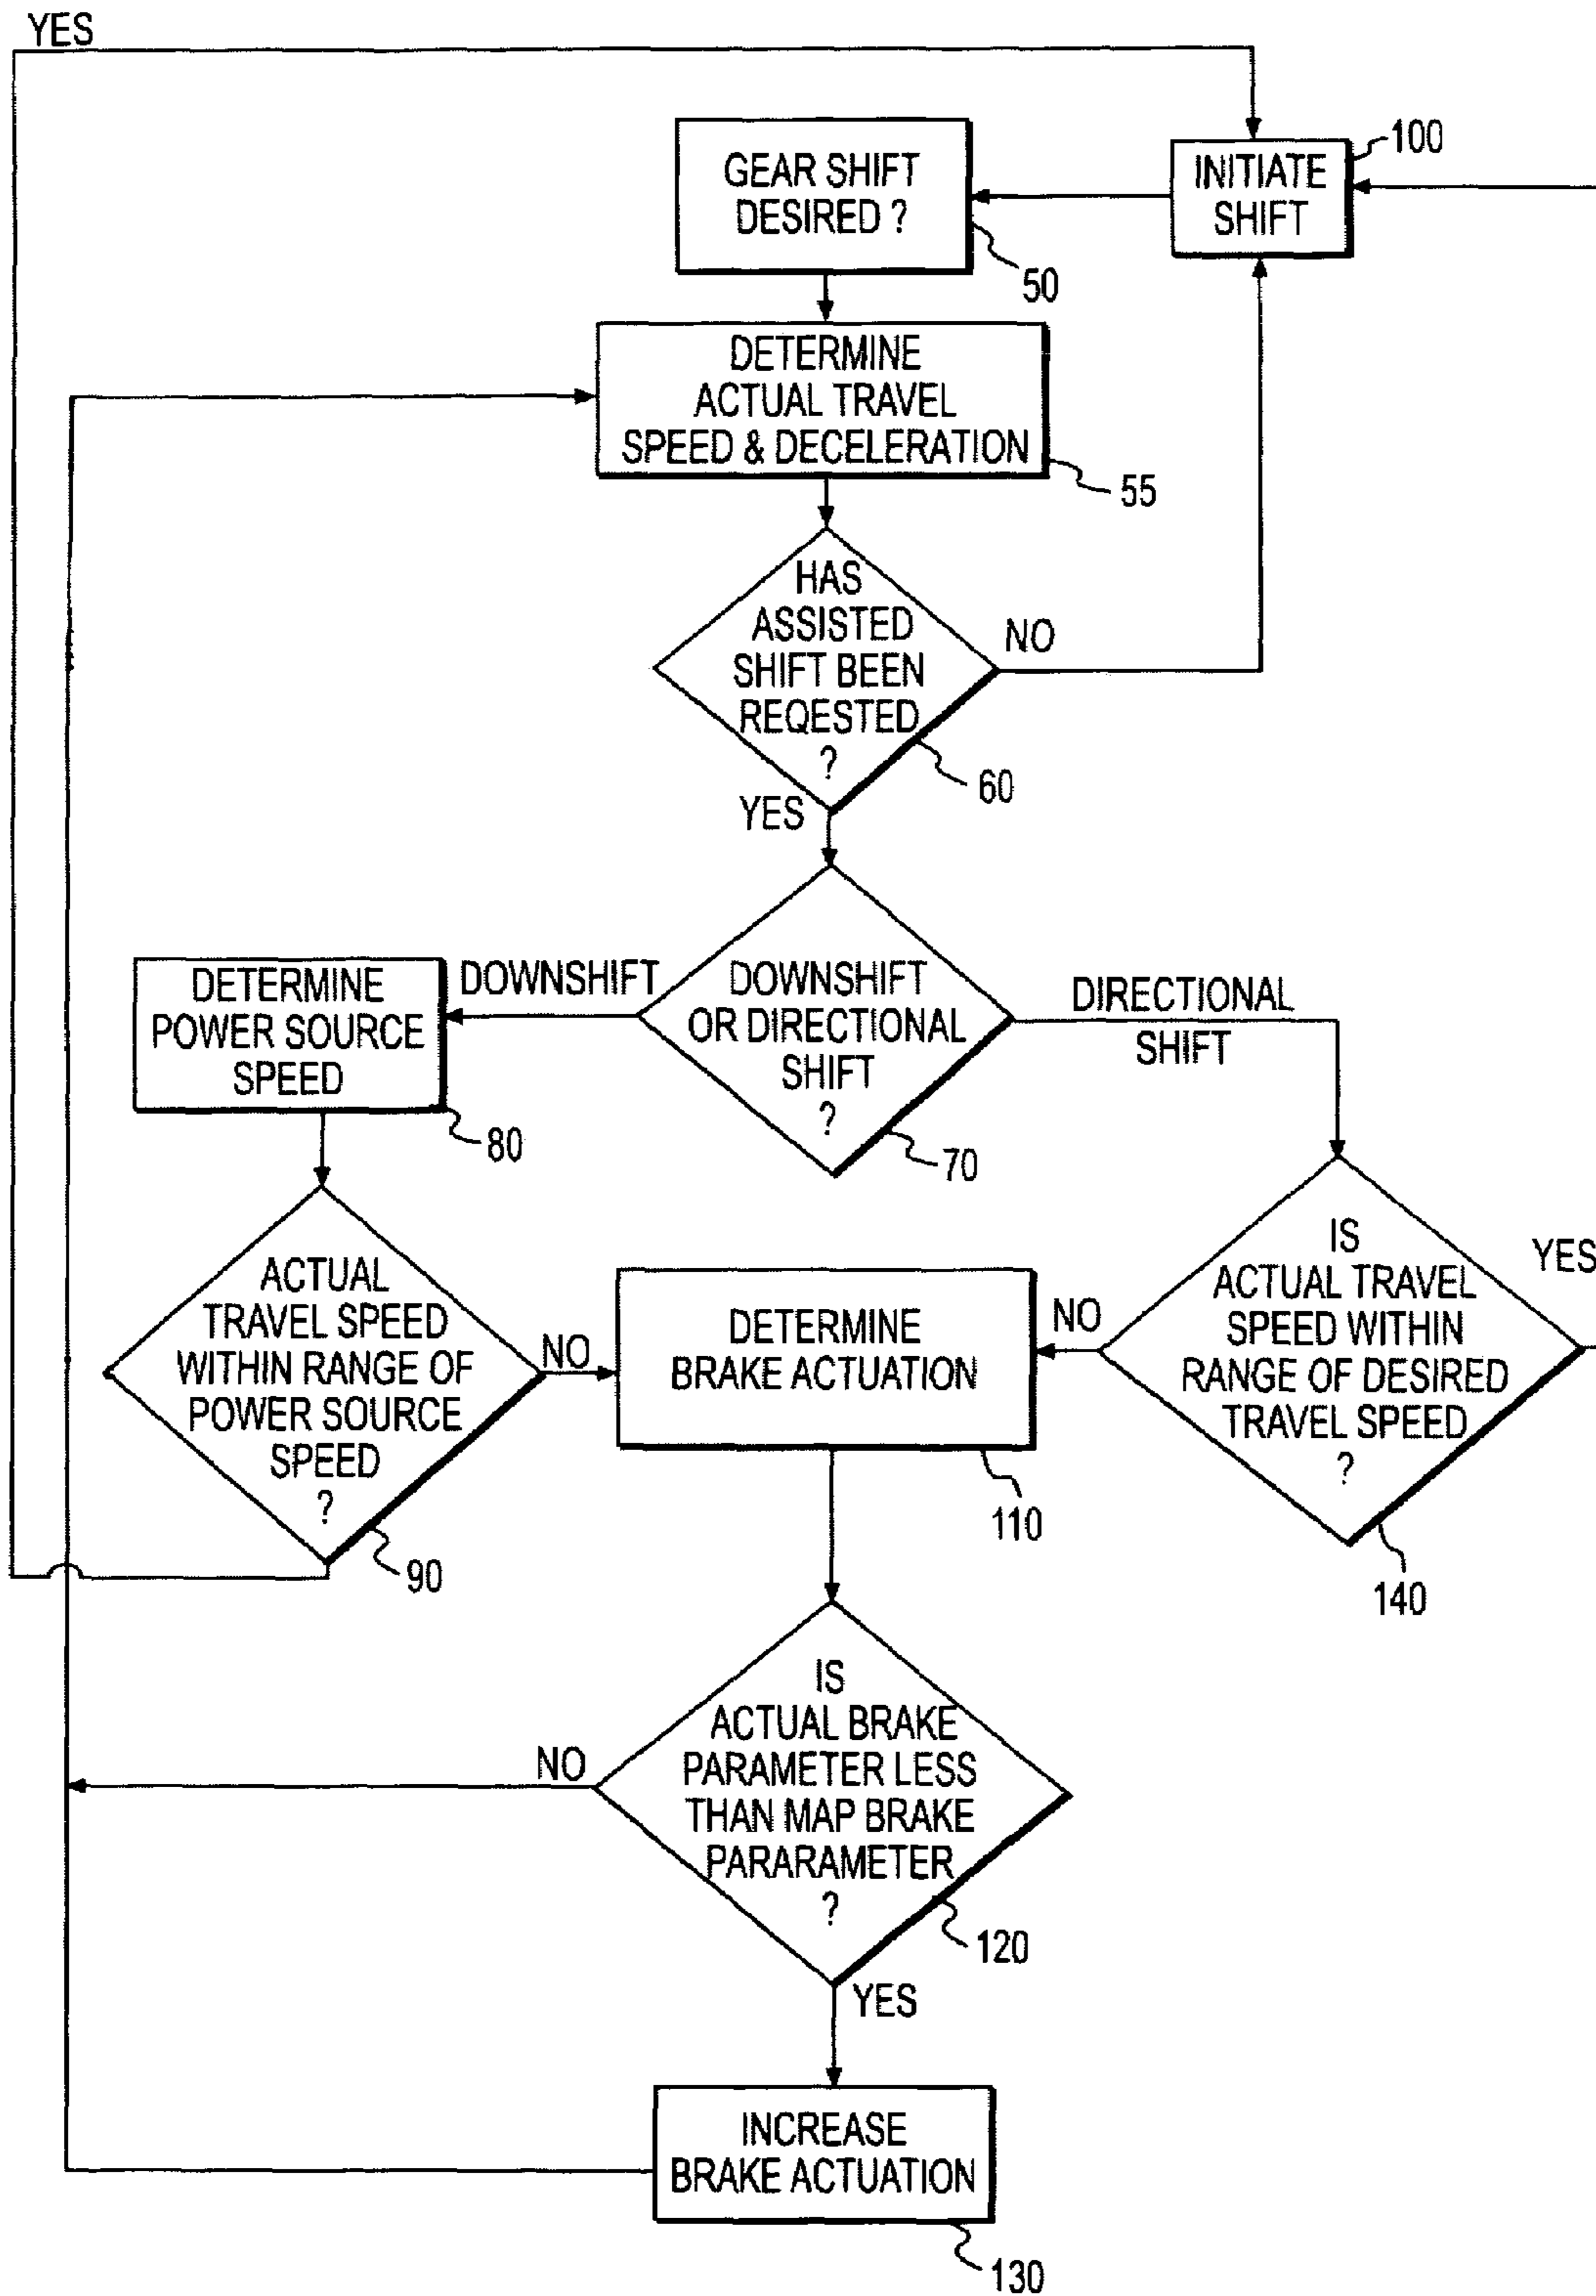 YES
GEAR SHIFT
DESIRED ?
50
INITIATE
SHIFT
100
DETERMINE
ACTUAL TRAVEL
SPEED & DECELERATION
55
HAS
ASSISTED
SHIFT BEEN
REQESTED
?
NO
60
YES
DOWNSHIFT
OR DIRECTIONAL
SHIFT
?
70
DOWNSHIFT
DIRECTIONAL
SHIFT
DETERMINE
POWER SOURCE
SPEED
80
ACTUAL
TRAVEL SPEED
WITHIN RANGE OF
POWER SOURCE
SPEED
?
90
NO
DETERMINE
BRAKE ACTUATION
110
NO
IS
ACTUAL TRAVEL
SPEED WITHIN
RANGE OF DESIRED
TRAVEL SPEED
?
140
YES
IS
ACTUAL BRAKE
PARAMETER LESS
THAN MAP BRAKE
PARARAMETER
?
120
NO
YES
INCREASE
BRAKE ACTUATION
130